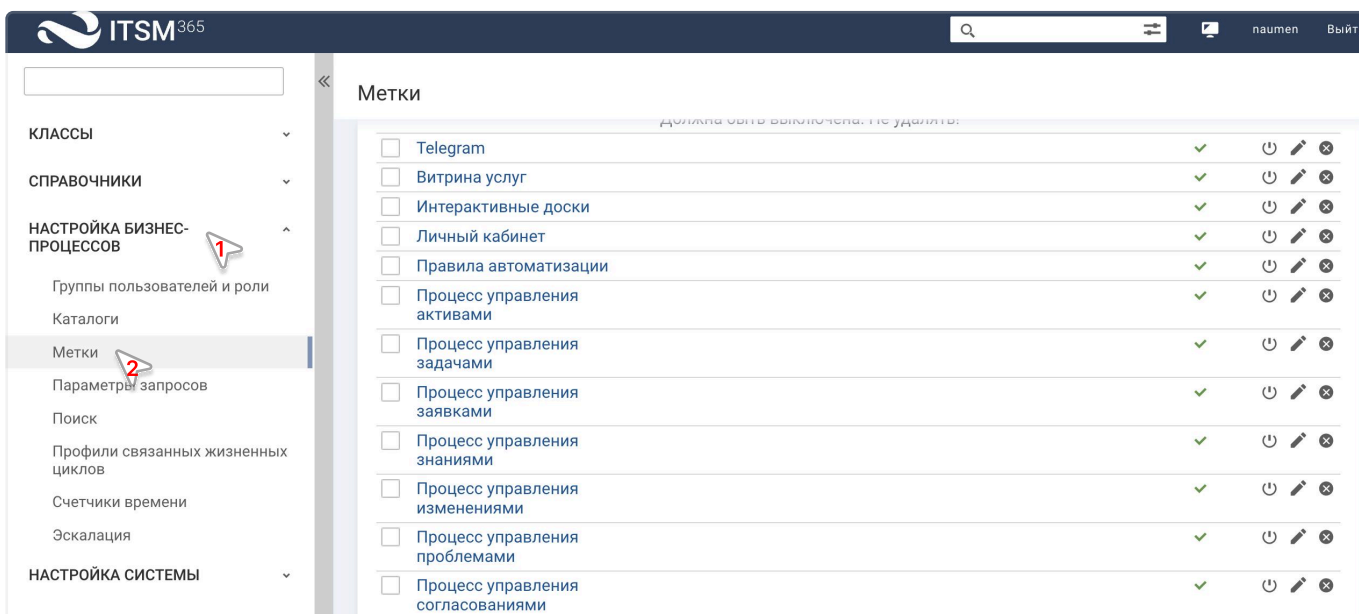 ITSM365
naumen
Выйт
Метки
КЛАССЫ
СПРАВОЧНИКИ
НАСТРОЙКА БИЗНЕС-
ПРОЦЕССОВ
1
Группы пользователей и роли
Каталоги
Метки
2
Параметры запросов
Поиск
Профили связанных жизненных
циклов
Счетчики времени
Эскалация
НАСТРОЙКА СИСТЕМЫ
Должна быть выключена. Не удалять!
Telegram
Витрина услуг
Интерактивные доски
Личный кабинет
Правила автоматизации
Процесс управления
активами
Процесс управления
задачами
Процесс управления
заявками
Процесс управления
знаниями
Процесс управления
изменениями
Процесс управления
проблемами
Процесс управления
согласованиями